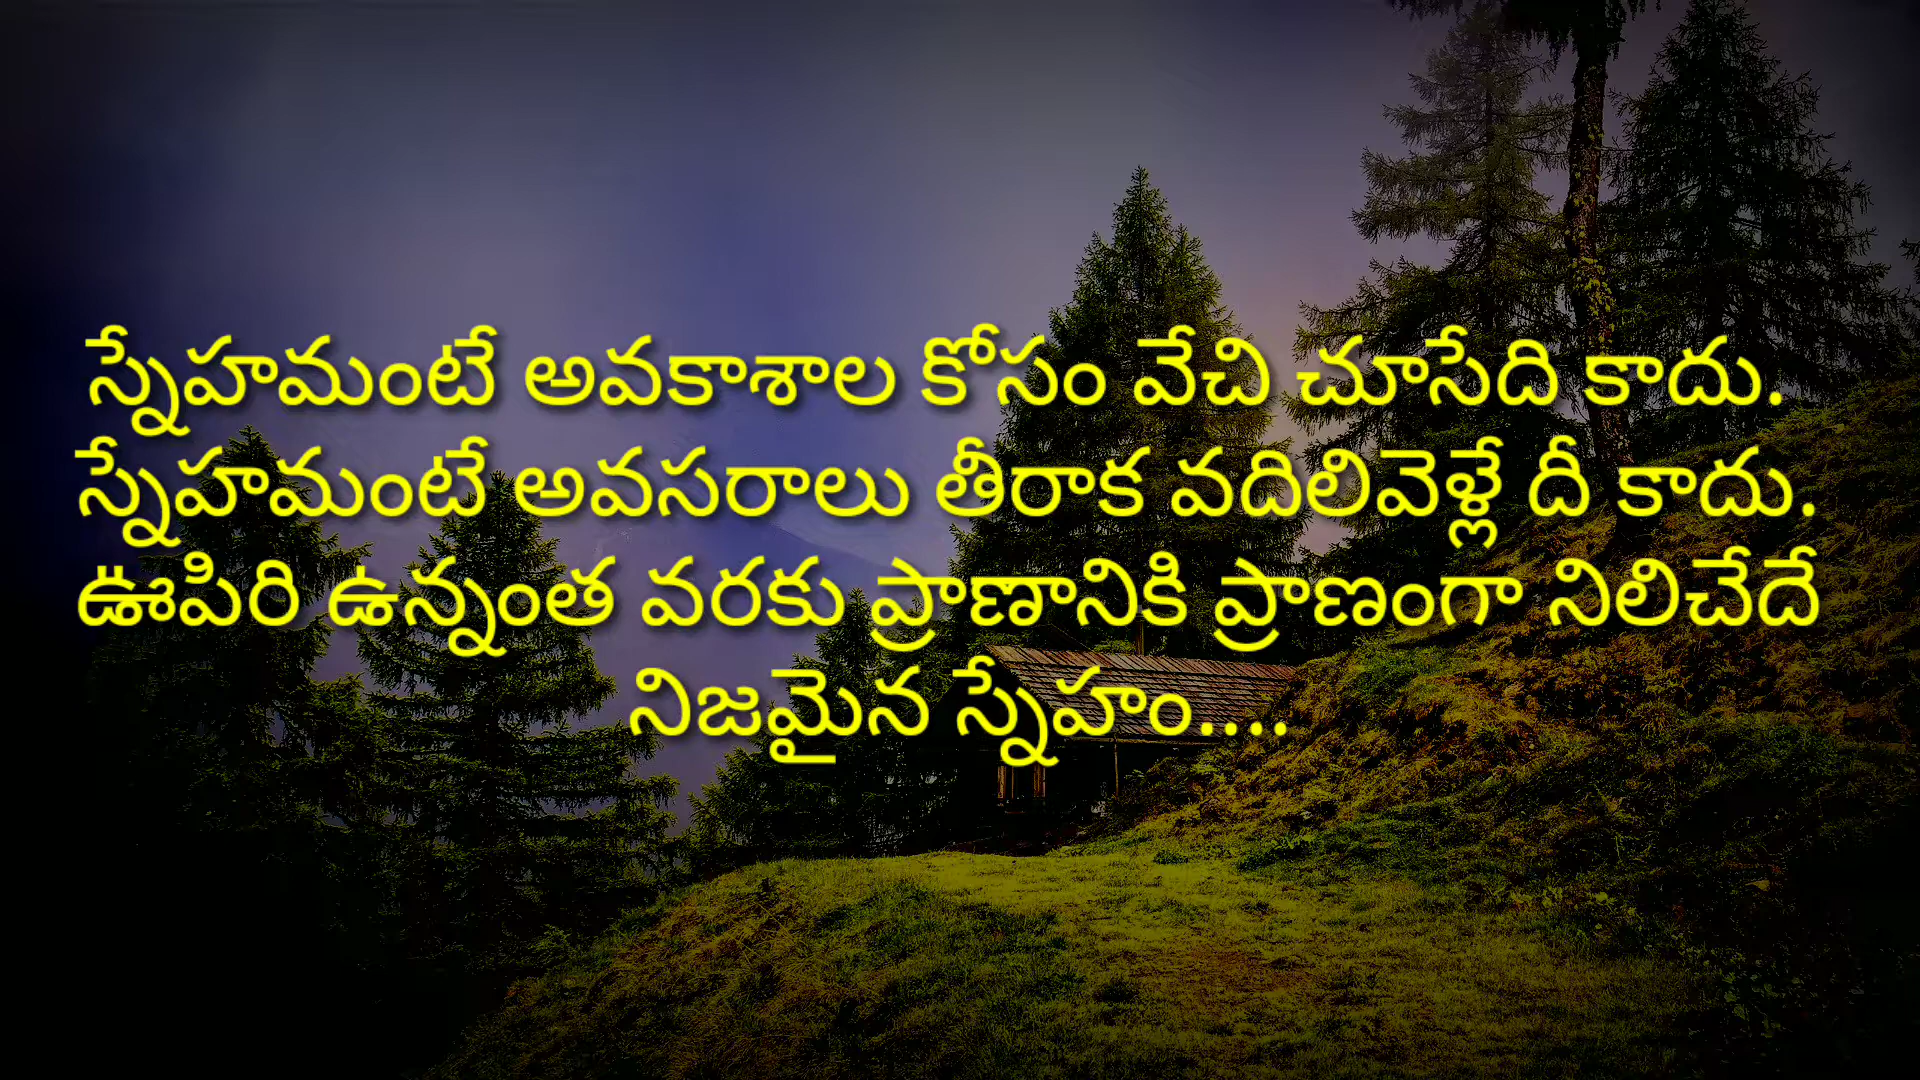 స్నేహమంటే అవకాశాల కోసం వేచి చూసేది కాదు.
స్నేహమంటే అవసరాలు తీరాక వదిలివెళ్లే దీ కాదు.
ఊపిరి ఉన్నంత వరకు ప్రాణానికి ప్రాణంగా నిలిచేదే
నిజమైన స్నేహం....